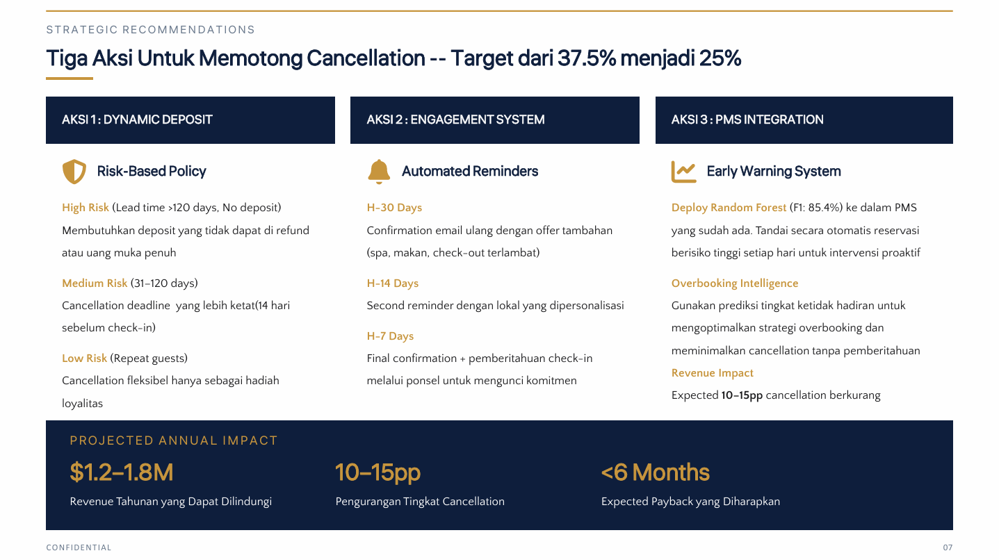 STRATEGIC RECOMMENDATIONS
Tiga Aksi Untuk Memotong Cancellation -- Target dari 37.5% menjadi 25%
AKSI 1 : DYNAMIC DEPOSIT
Risk-Based Policy
High Risk (Lead time >120 days, No deposit)
Membutuhkan deposit yang tidak dapat di refund
atau uang muka penuh
Medium Risk (31–120 days)
Cancellation deadline  yang lebih ketat(14 hari
sebelum check-in)
Low Risk (Repeat guests)
Cancellation fleksibel hanya sebagai hadiah
loyalitas
AKSI 2 : ENGAGEMENT SYSTEM
Automated Reminders
H-30 Days
Confirmation email ulang dengan offer tambahan
(spa, makan, check-out terlambat)
H-14 Days
Second reminder dengan lokal yang dipersonalisasi
H-7 Days
Final confirmation + pemberitahuan check-in
melalui ponsel untuk mengunci komitmen
AKSI 3 : PMS INTEGRATION
Early Warning System
Deploy Random Forest (F1: 85.4%) ke dalam PMS
yang sudah ada. Tandai secara otomatis reservasi
berisiko tinggi setiap hari untuk intervensi proaktif
Overbooking Intelligence
Gunakan prediksi tingkat ketidak hadiran untuk
mengoptimalkan strategi overbooking dan
meminimalkan cancellation tanpa pemberitahuan
Revenue Impact
Expected 10–15pp cancellation berkurang
PROJECTED ANNUAL IMPACT
$1.2–1.8M
Revenue Tahunan yang Dapat Dilindungi
10–15pp
Pengurangan Tingkat Cancellation
<6 Months
Expected Payback yang Diharapkan
CONFIDENTIAL
07